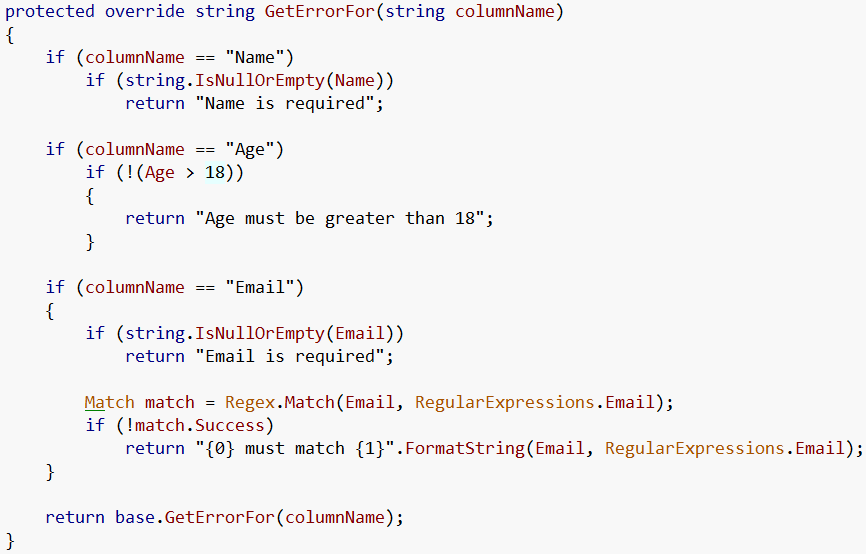 protected override string GetErrorFor(string columnName)
{
    if (columnName == "Name")
        if (string.IsNullOrEmpty(Name))
            return "Name is required";

    if (columnName == "Age")
        if (!(Age > 18))
        {
            return "Age must be greater than 18";
        }

    if (columnName == "Email")
    {
        if (string.IsNullOrEmpty(Email))
            return "Email is required";

        Match match = Regex.Match(Email, RegularExpressions.Email);
        if (!match.Success)
            return "{0} must match {1}".FormatString(Email, RegularExpressions.Email);
    }

    return base.GetErrorFor(columnName);
}